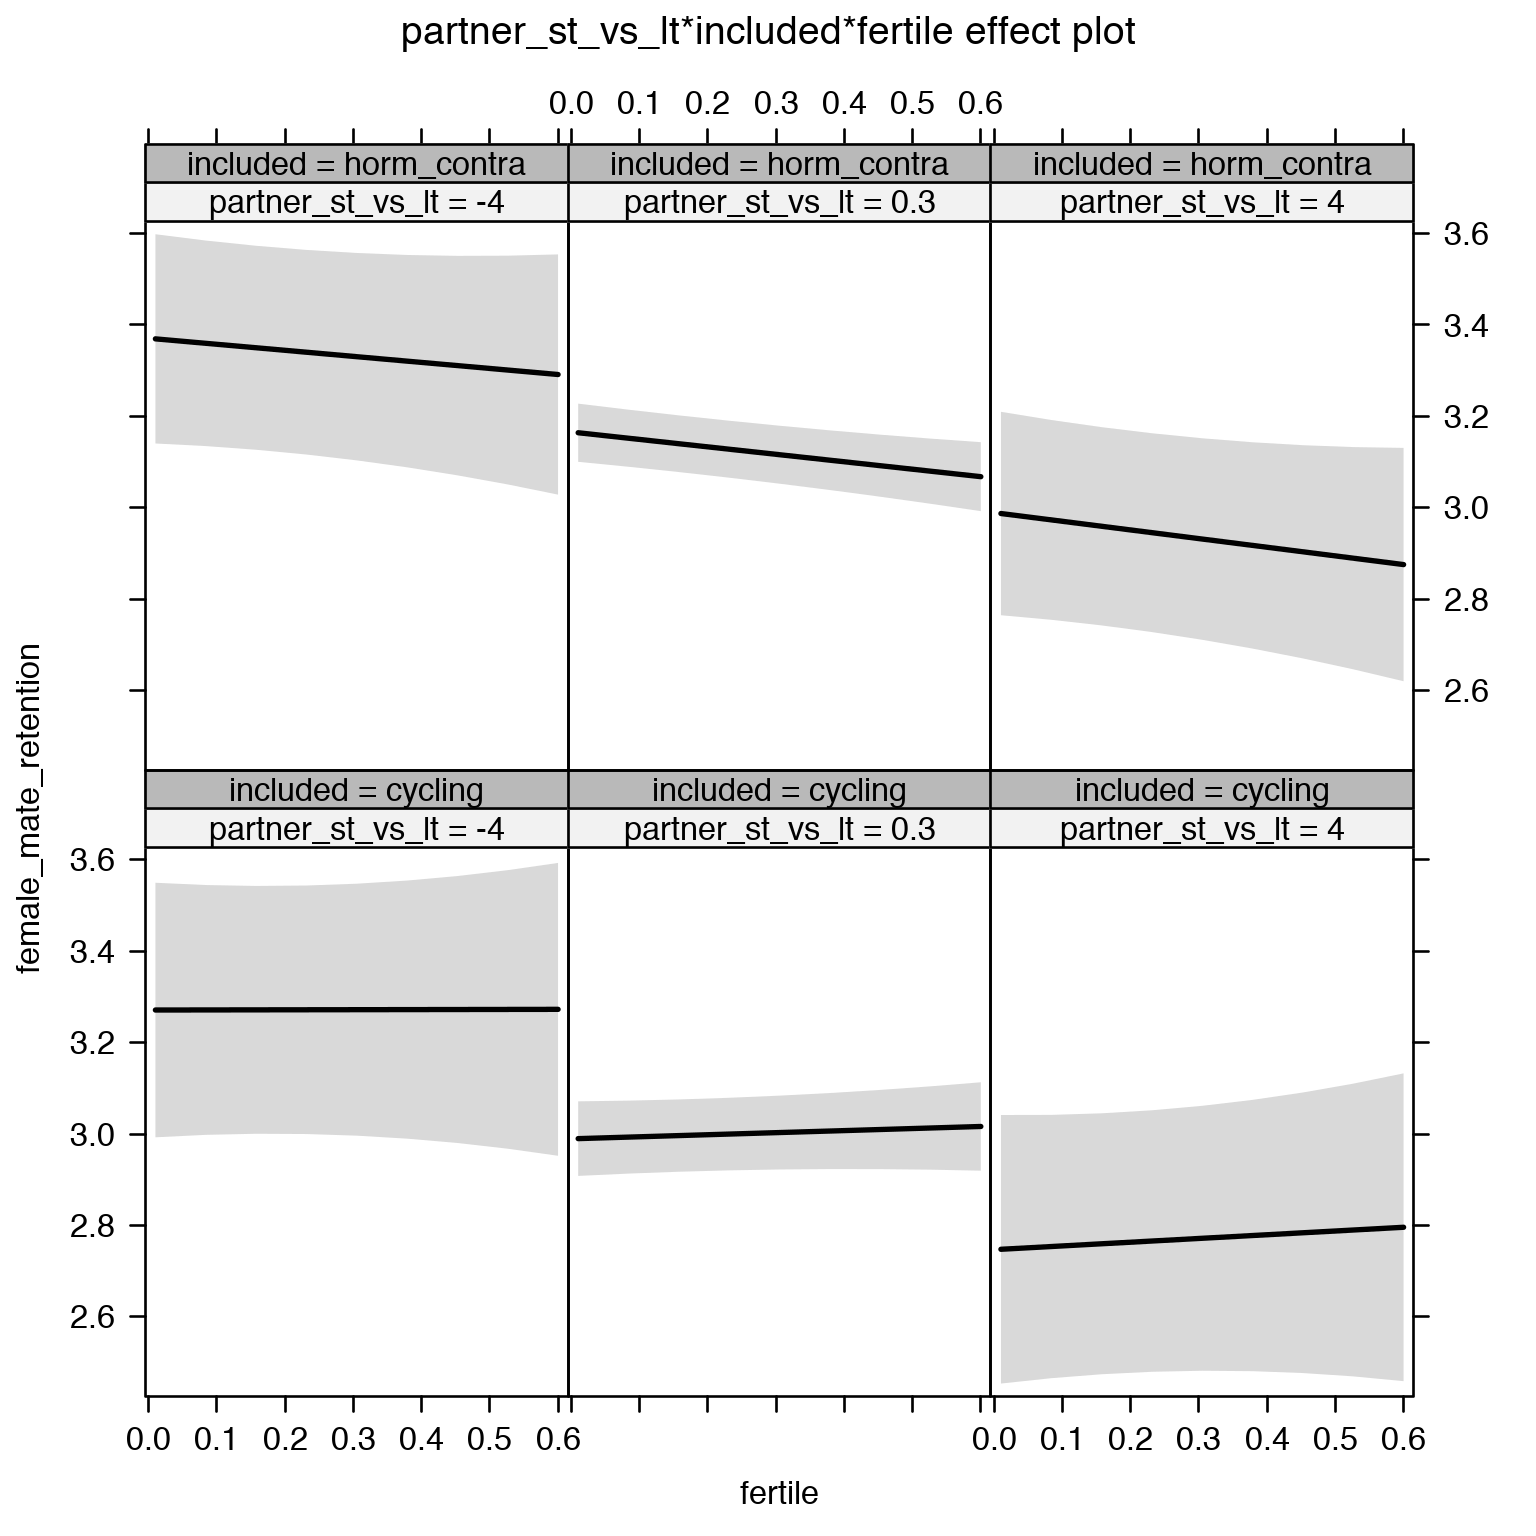 partner_st_vs_lt*included*fertile effect plot
0.0 0.1 0.2 0.3 0.4 0.5 0.6
included = horm_contra included = horm_contra included = horm_contra
partner_st_vs_lt = -4 partner_st_vs_lt = 0.3 partner_st_vs_lt = 4
3.6
3.4
3.2
3.0
2.8
2.6
female_mate_retention
included = cycling included = cycling included = cycling
partner_st_vs_lt = -4 partner_st_vs_lt = 0.3 partner_st_vs_lt = 4
3.6
3.4
3.2
3.0
2.8
2.6
0.0 0.1 0.2 0.3 0.4 0.5 0.6 0.0 0.1 0.2 0.3 0.4 0.5 0.6
fertile